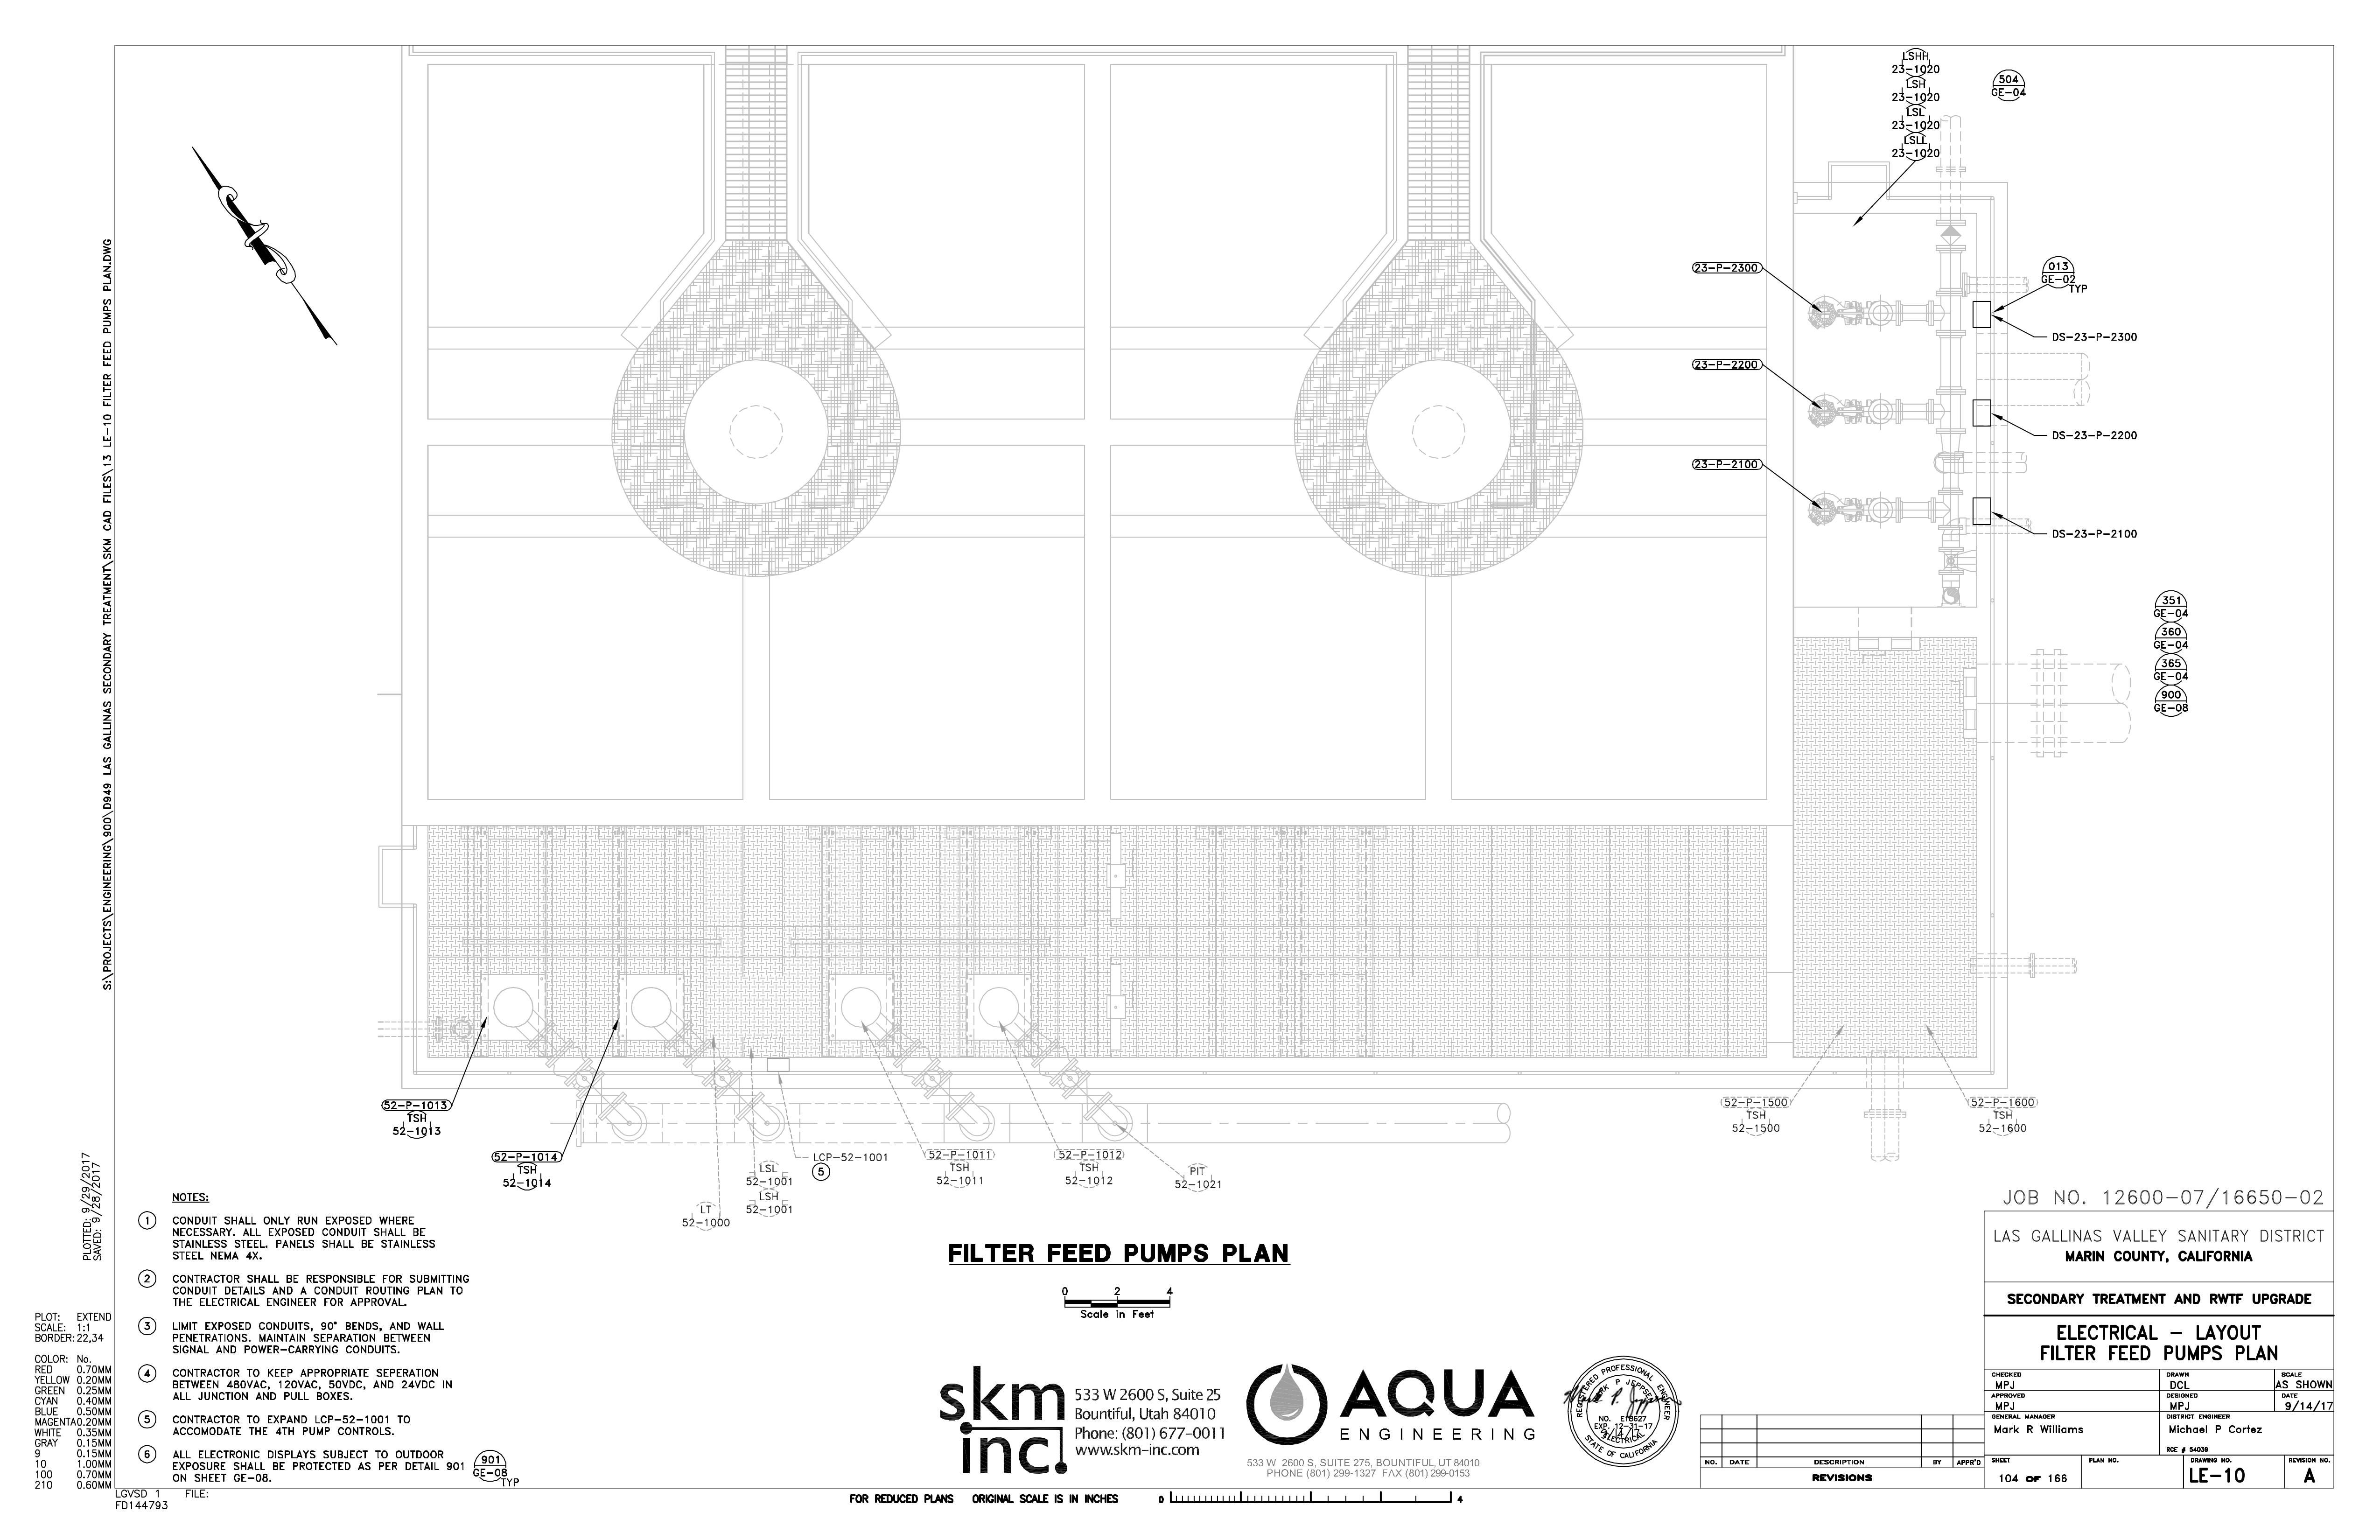 LSHH
23-1020
LSH
23-1020
LSL
23-1020
LSLL
23-1020
504
GE-04
23-P-2300
013
GE-02
TYP
DS-23-P-2300
23-P-2200
DS-23-P-2200
23-P-2100
DS-23-P-2100
351
GE-04
360
GE-04
365
GE-04
900
GE-08
52-P-1013
TSH
52-1013
52-P-1014
TSH
52-1014
LT
52-1000
LSL
52-1001
LSH
52-1001
LCP-52-1001
5
52-P-1011
TSH
52-1011
52-P-1012
TSH
52-1012
PIT
52-1021
52-P-1500
TSH
52-1500
52-P-1600
TSH
52-1600
S:\PROJECTS\ENGINEERING\900\D949 LAS GALLINAS SECONDARY TREATMENT\SKM CAD FILES\13 LE-10 FILTER FEED PUMPS PLAN.DWG
PLOTTED: 9/29/2017
SAVED: 9/28/2017
PLOT: EXTEND
SCALE: 1:1
BORDER: 22,34
COLOR: No.
RED 0.70MM
YELLOW 0.20MM
GREEN 0.25MM
CYAN 0.40MM
BLUE 0.50MM
MAGENTA 0.20MM
WHITE 0.35MM
GRAY 0.15MM
9 0.15MM
10 1.00MM
100 0.70MM
210 0.60MM
LGVSD 1 FILE:
FD144793
NOTES:
1 CONDUIT SHALL ONLY RUN EXPOSED WHERE
NECESSARY. ALL EXPOSED CONDUIT SHALL BE
STAINLESS STEEL. PANELS SHALL BE STAINLESS
STEEL NEMA 4X.
2 CONTRACTOR SHALL BE RESPONSIBLE FOR SUBMITTING
CONDUIT DETAILS AND A CONDUIT ROUTING PLAN TO
THE ELECTRICAL ENGINEER FOR APPROVAL.
3 LIMIT EXPOSED CONDUITS, 90° BENDS, AND WALL
PENETRATIONS. MAINTAIN SEPARATION BETWEEN
SIGNAL AND POWER-CARRYING CONDUITS.
4 CONTRACTOR TO KEEP APPROPRIATE SEPERATION
BETWEEN 480VAC, 120VAC, 50VDC, AND 24VDC IN
ALL JUNCTION AND PULL BOXES.
5 CONTRACTOR TO EXPAND LCP-52-1001 TO
ACCOMODATE THE 4TH PUMP CONTROLS.
6 ALL ELECTRONIC DISPLAYS SUBJECT TO OUTDOOR
EXPOSURE SHALL BE PROTECTED AS PER DETAIL 901
ON SHEET GE-08.
901
GE-08
TYP
FILTER FEED PUMPS PLAN
0 2 4
Scale in Feet
skm
inc.
533 W 2600 S, Suite 25
Bountiful, Utah 84010
Phone: (801) 677-0011
www.skm-inc.com
AQUA
ENGINEERING
533 W 2600 S, SUITE 275, BOUNTIFUL, UT 84010
PHONE (801) 299-1327 FAX (801) 299-0153
REGISTERED PROFESSIONAL ENGINEER
MARK P JEPPSEN
NO. E18627
EXP. 12-31-17
9/14/17
ELECTRICAL
STATE OF CALIFORNIA
FOR REDUCED PLANS ORIGINAL SCALE IS IN INCHES 0 4
NO. DATE DESCRIPTION BY APPR'D
REVISIONS
JOB NO. 12600-07/16650-02
LAS GALLINAS VALLEY SANITARY DISTRICT
MARIN COUNTY, CALIFORNIA
SECONDARY TREATMENT AND RWTF UPGRADE
ELECTRICAL - LAYOUT
FILTER FEED PUMPS PLAN
CHECKED DRAWN SCALE
MPJ DCL AS SHOWN
APPROVED DESIGNED DATE
MPJ MPJ 9/14/17
GENERAL MANAGER DISTRICT ENGINEER
Mark R Williams Michael P Cortez
RCE # 54039
SHEET PLAN NO. DRAWING NO. REVISION NO.
104 OF 166 LE-10 A